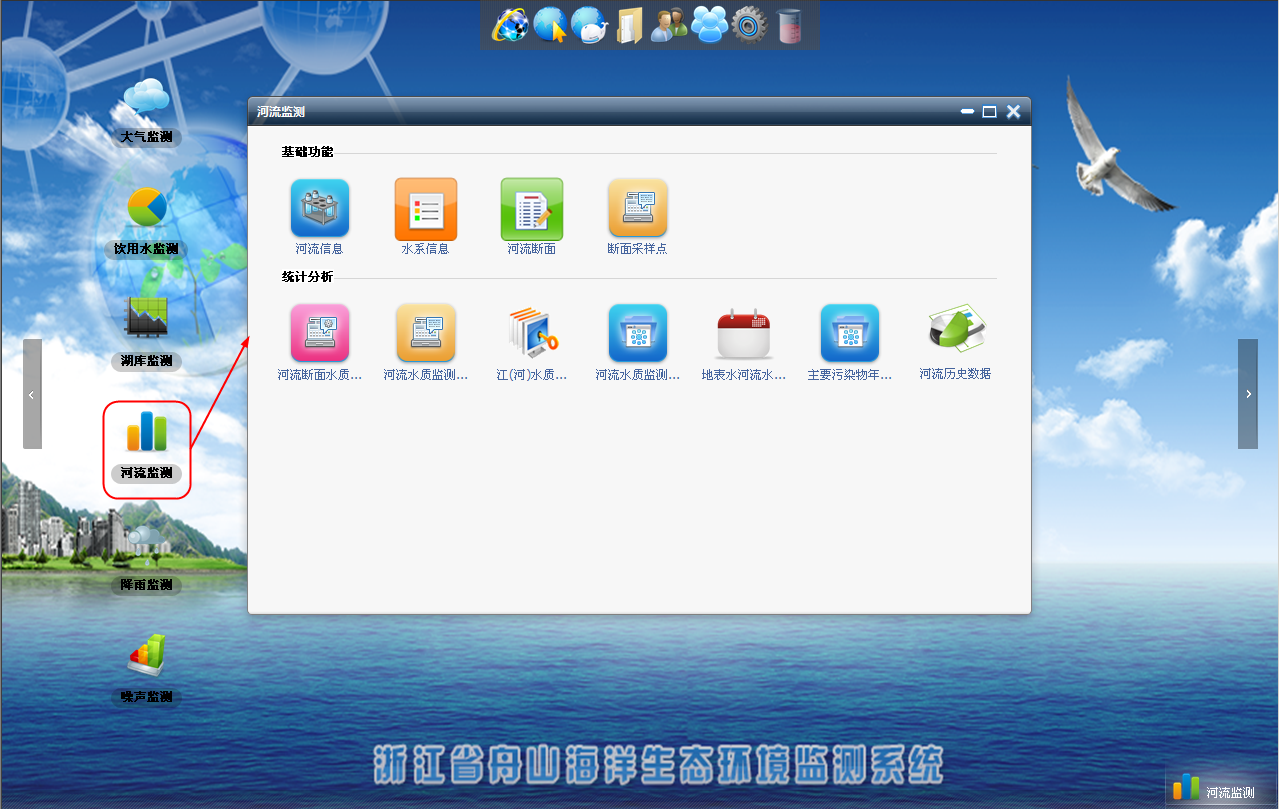 大气监测
饮用水监测
湖库监测
河流监测
降雨监测
噪声监测
河流监测
基础功能
河流信息
水系信息
河流断面
断面采样点
统计分析
河流断面水质...
河流水质监测...
江(河)水质...
河流水质监测...
地表水河流水...
主要污染物年...
河流历史数据
浙江省舟山海洋生态环境监测系统
河流监测